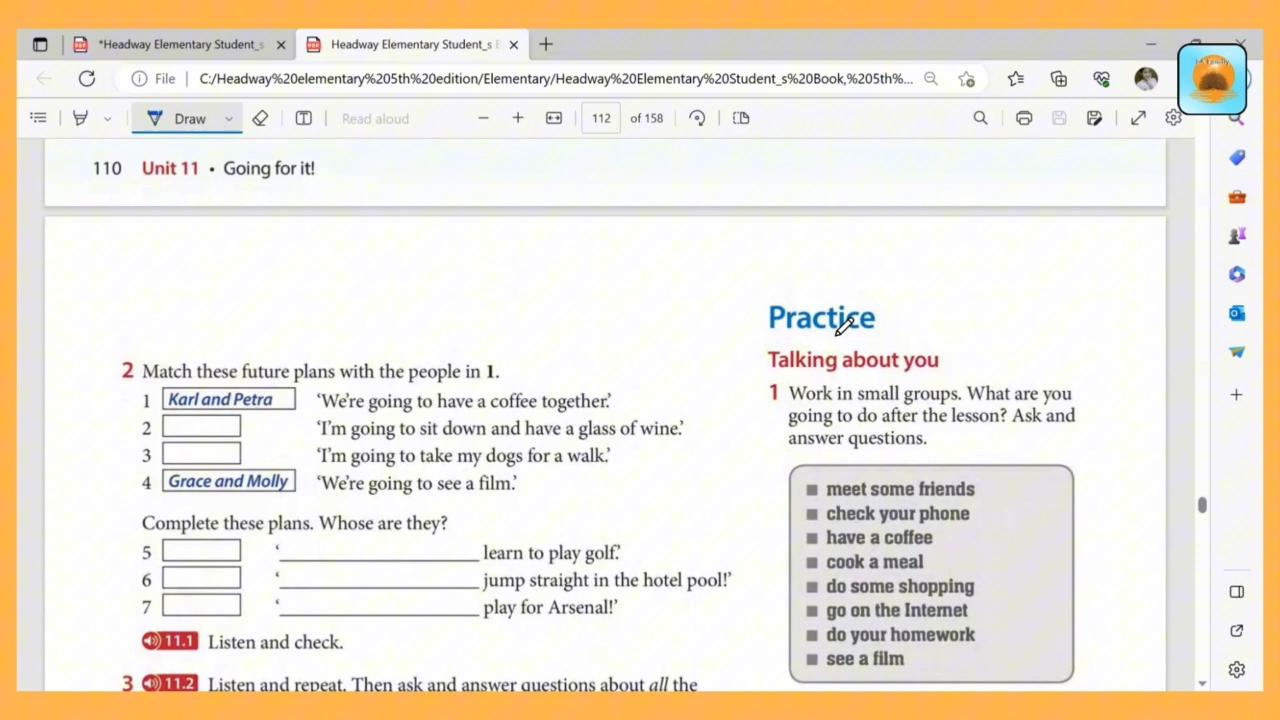 *Headway Elementary Student_s
Headway Elementary Student_s
File
C:/Headway%20elementary%205th%20edition/Elementary/Headway%20Elementary%20Student_s%20Book,%205th%...
Draw
Read aloud
112 of 158
110 Unit 11 • Going for it!
2 Match these future plans with the people in 1.
1 Karl and Petra 'We're going to have a coffee together.'
2 'I'm going to sit down and have a glass of wine.'
3 'I'm going to take my dogs for a walk.'
4 Grace and Molly 'We're going to see a film.'
Complete these plans. Whose are they?
5 '____________________ learn to play golf.'
6 '____________________ jump straight in the hotel pool!'
7 '____________________ play for Arsenal!'
11.1 Listen and check.
3 11.2 Listen and repeat. Then ask and answer questions about all the
Practice
Talking about you
1 Work in small groups. What are you
going to do after the lesson? Ask and
answer questions.
■ meet some friends
■ check your phone
■ have a coffee
■ cook a meal
■ do some shopping
■ go on the Internet
■ do your homework
■ see a film